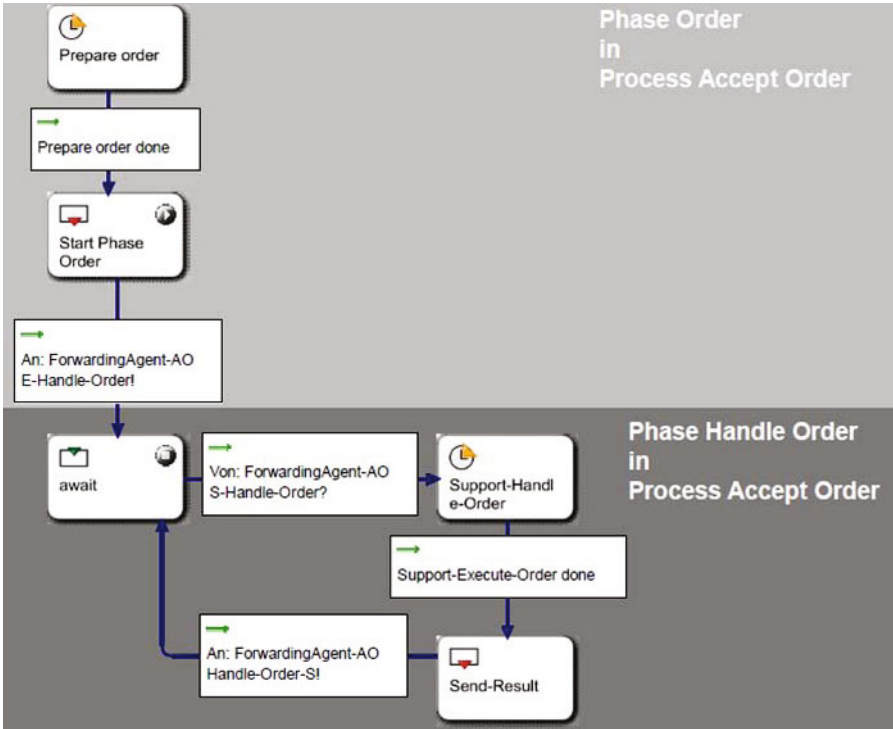 Phase Order
in
Process Accept Order
Prepare order
Prepare order done
Start Phase
Order
An: ForwardingAgent-AO
E-Handle-Order!
Phase Handle Order
in
Process Accept Order
await
Von: ForwardingAgent-AO
S-Handle-Order?
Support-Handl
e-Order
Support-Execute-Order done
An: ForwardingAgent-AO
Handle-Order-S!
Send-Result